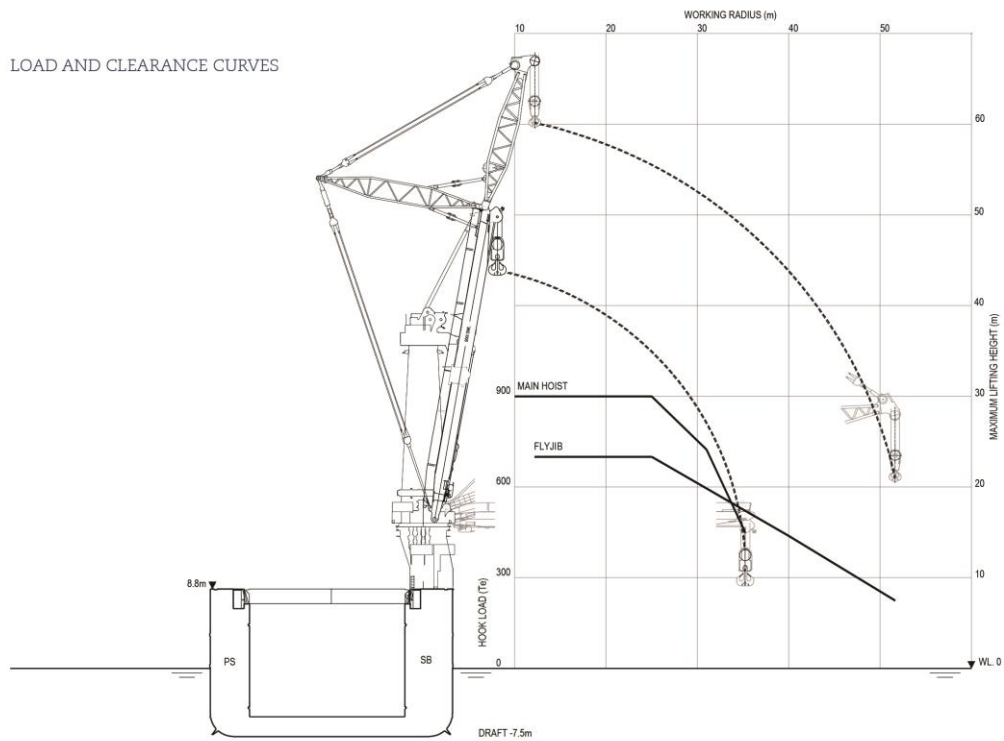 WORKING RADIUS (m)
10 20 30 40 50
LOAD AND CLEARANCE CURVES
60
50
40
MAXIMUM LIFTING HEIGHT (m)
900 MAIN HOIST 30
FLYJIB
600 20
300 10
8.8m
HOOK LOAD (Te)
PS SB
0 WL. 0
DRAFT -7.5m